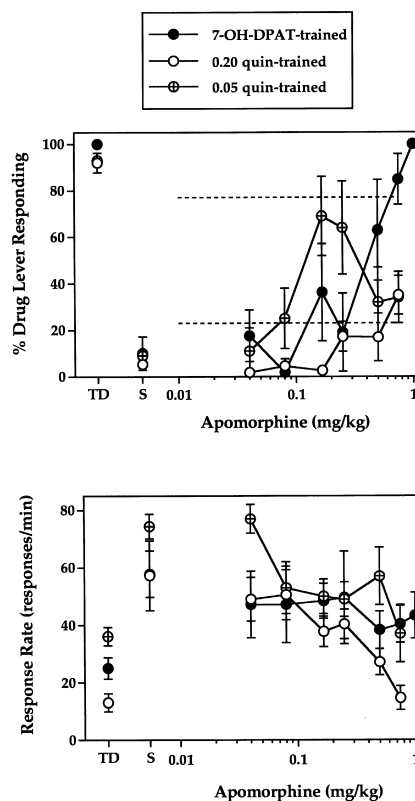 7-OH-DPAT-trained
0.20 quin-trained
0.05 quin-trained
% Drug Lever Responding
100
80
60
40
20
0
TD S 0.01 0.1 1
Apomorphine (mg/kg)
Response Rate (responses/min)
80
60
40
20
0
TD S 0.01 0.1 1
Apomorphine (mg/kg)